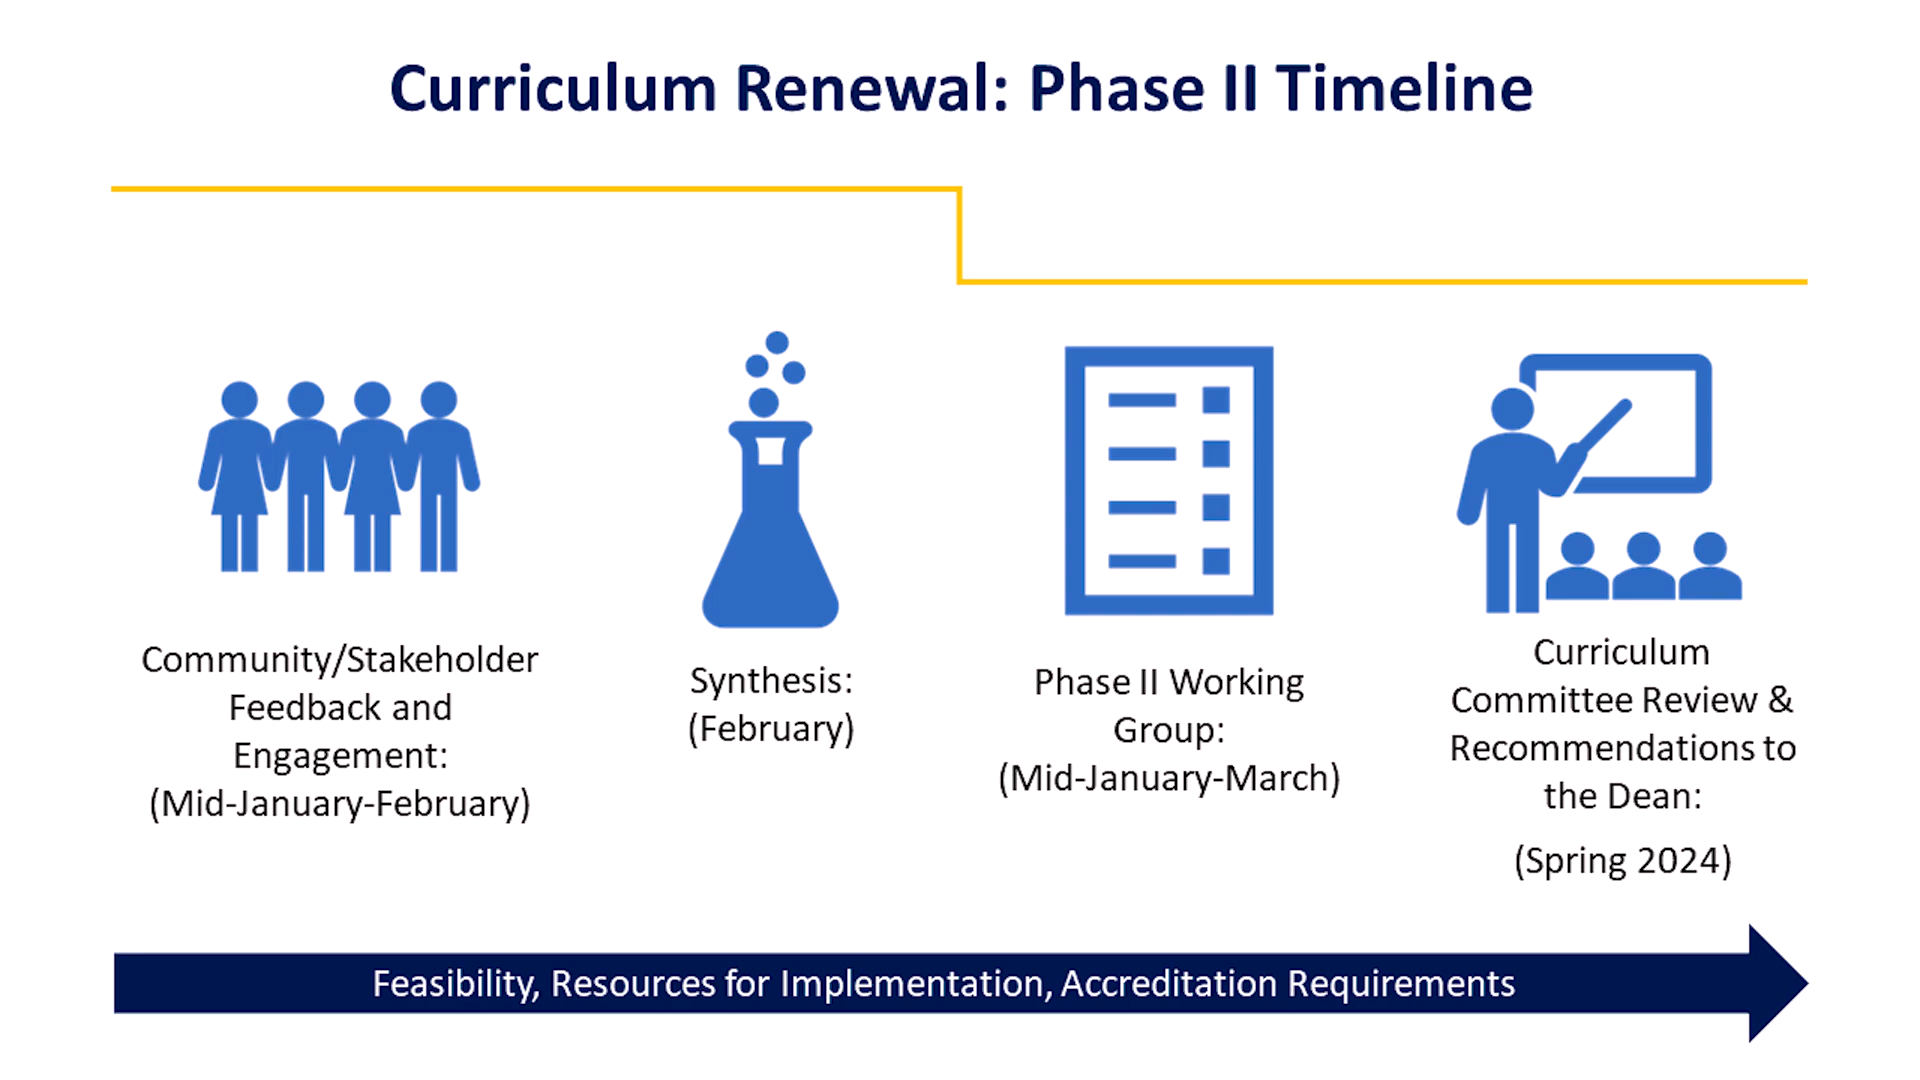 Curriculum Renewal: Phase II Timeline
Community/Stakeholder
Feedback and
Engagement:
(Mid-January-February)
Synthesis:
(February)
Phase II Working
Group:
(Mid-January-March)
Curriculum
Committee Review &
Recommendations to
the Dean:
(Spring 2024)
Feasibility, Resources for Implementation, Accreditation Requirements